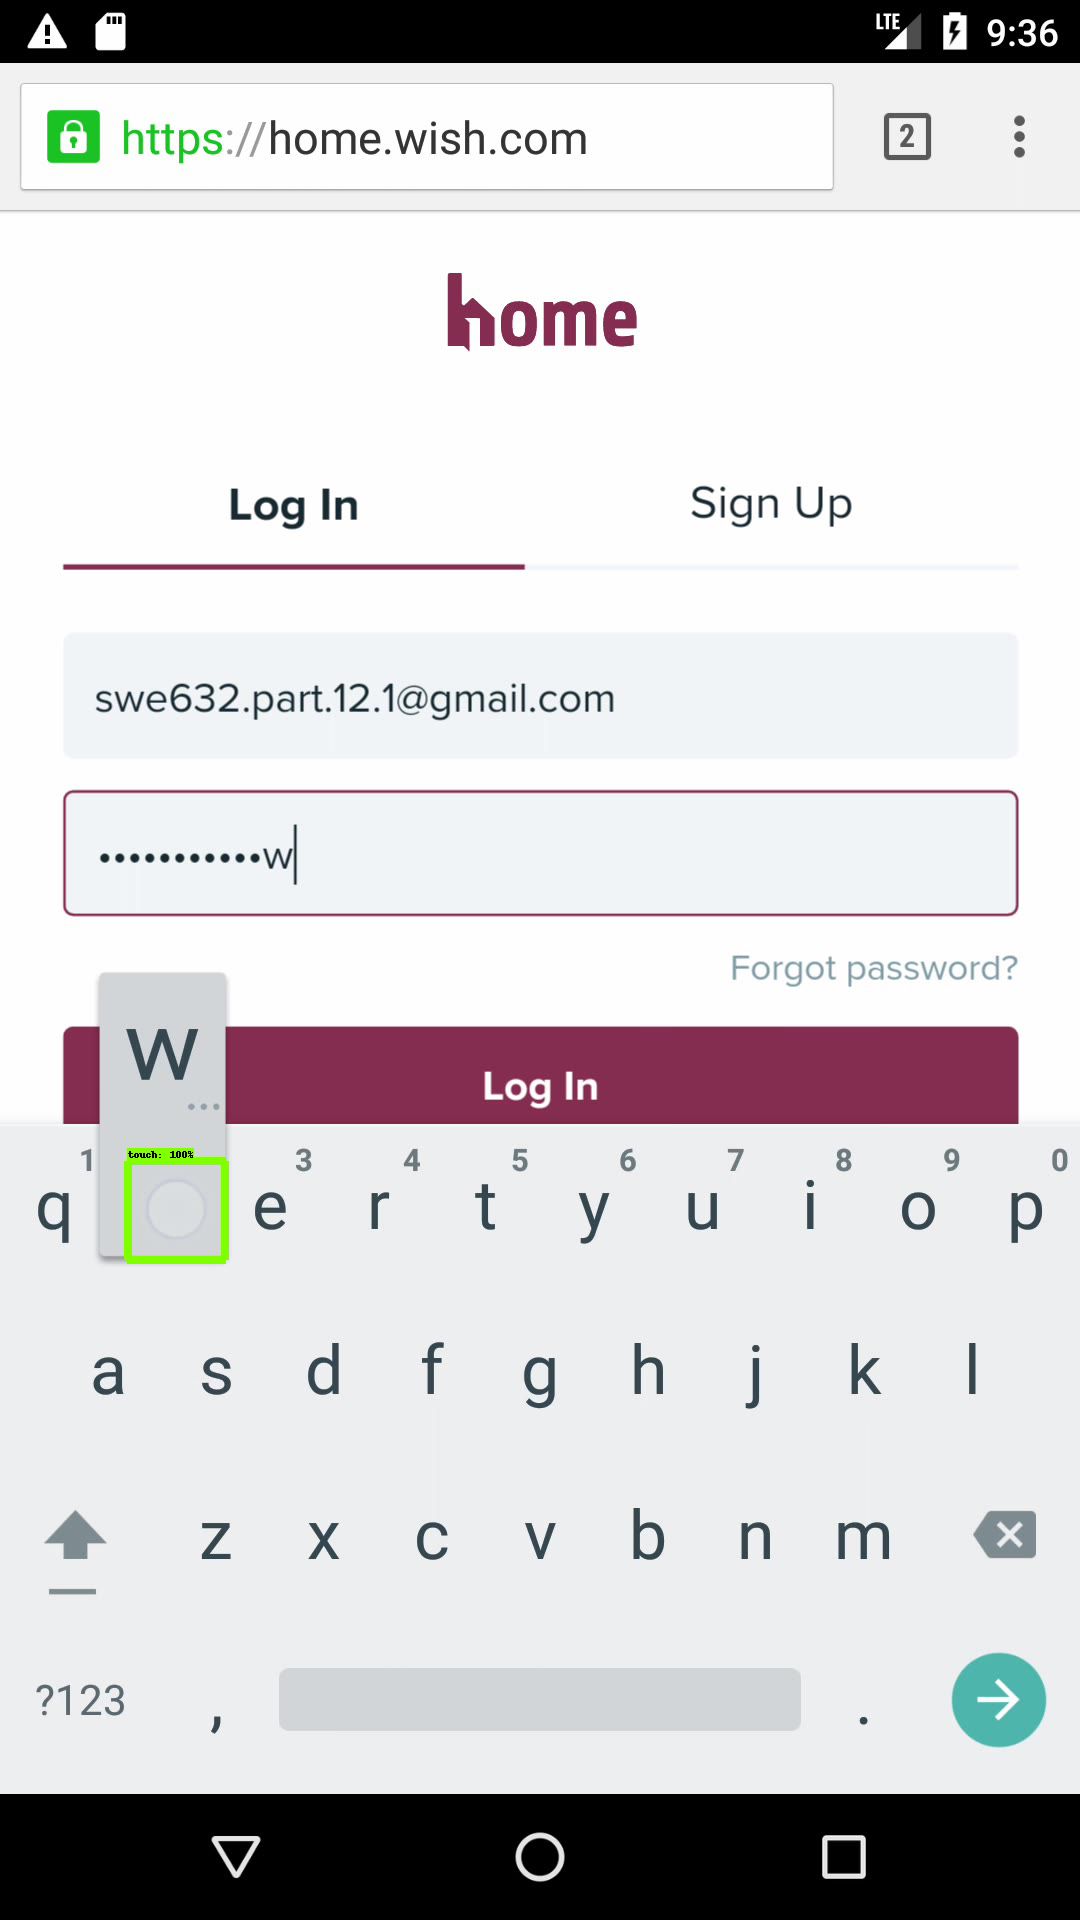 LTE 9:36
https://home.wish.com 2
home
Log In Sign Up
swe632.part.12.1@gmail.com
•••••••••••w
Forgot password?
w
Log In
touch: 100%
1 3 4 5 6 7 8 9 0
q e r t y u i o p
a s d f g h j k l
z x c v b n m
?123 , .